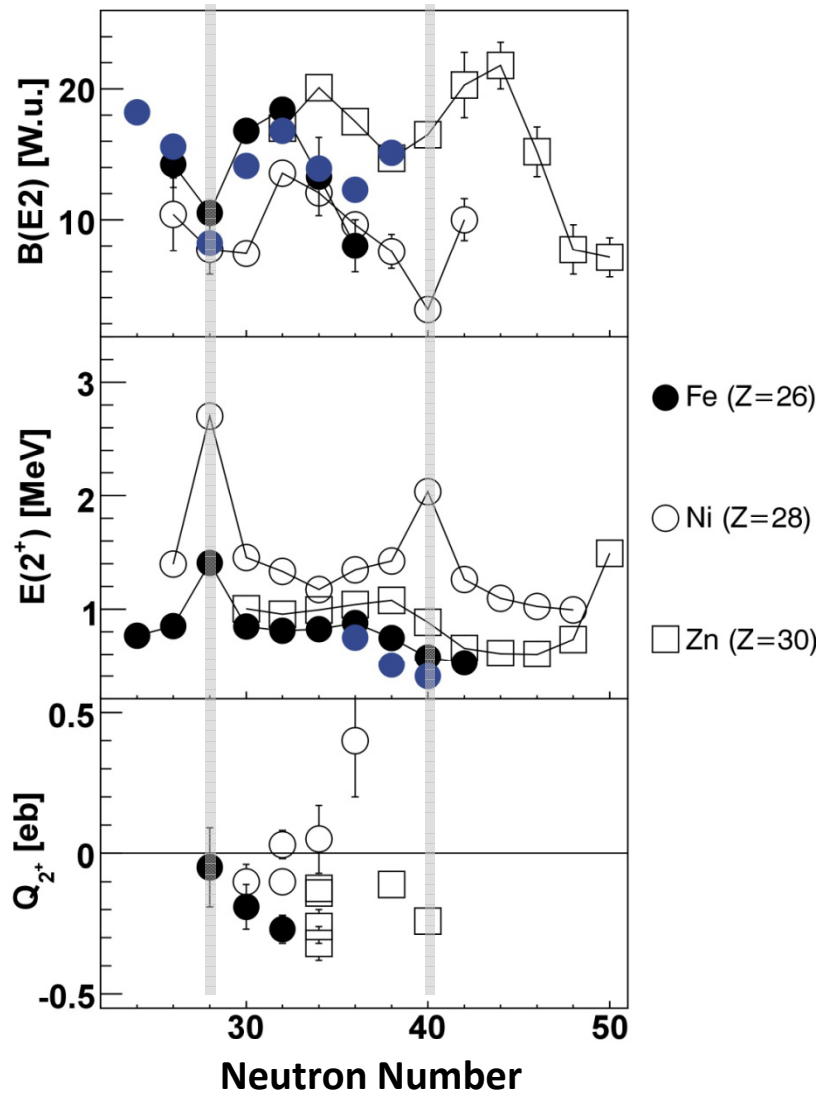 B(E2) [W.u.]
20
10
E(2⁺) [MeV]
3
2
1
Q₂⁺ [eb]
0.5
0
-0.5
30
40
50
Neutron Number
Fe (Z=26)
Ni (Z=28)
Zn (Z=30)